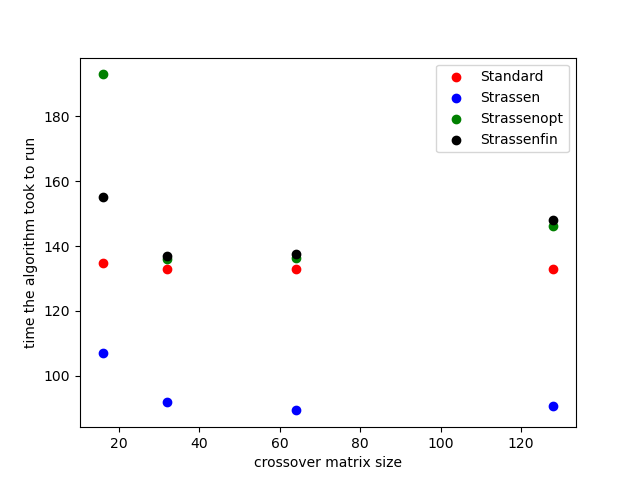 Standard
Strassen
Strassenopt
Strassenfin
180
160
140
120
100
time the algorithm took to run
20
40
60
80
100
120
crossover matrix size